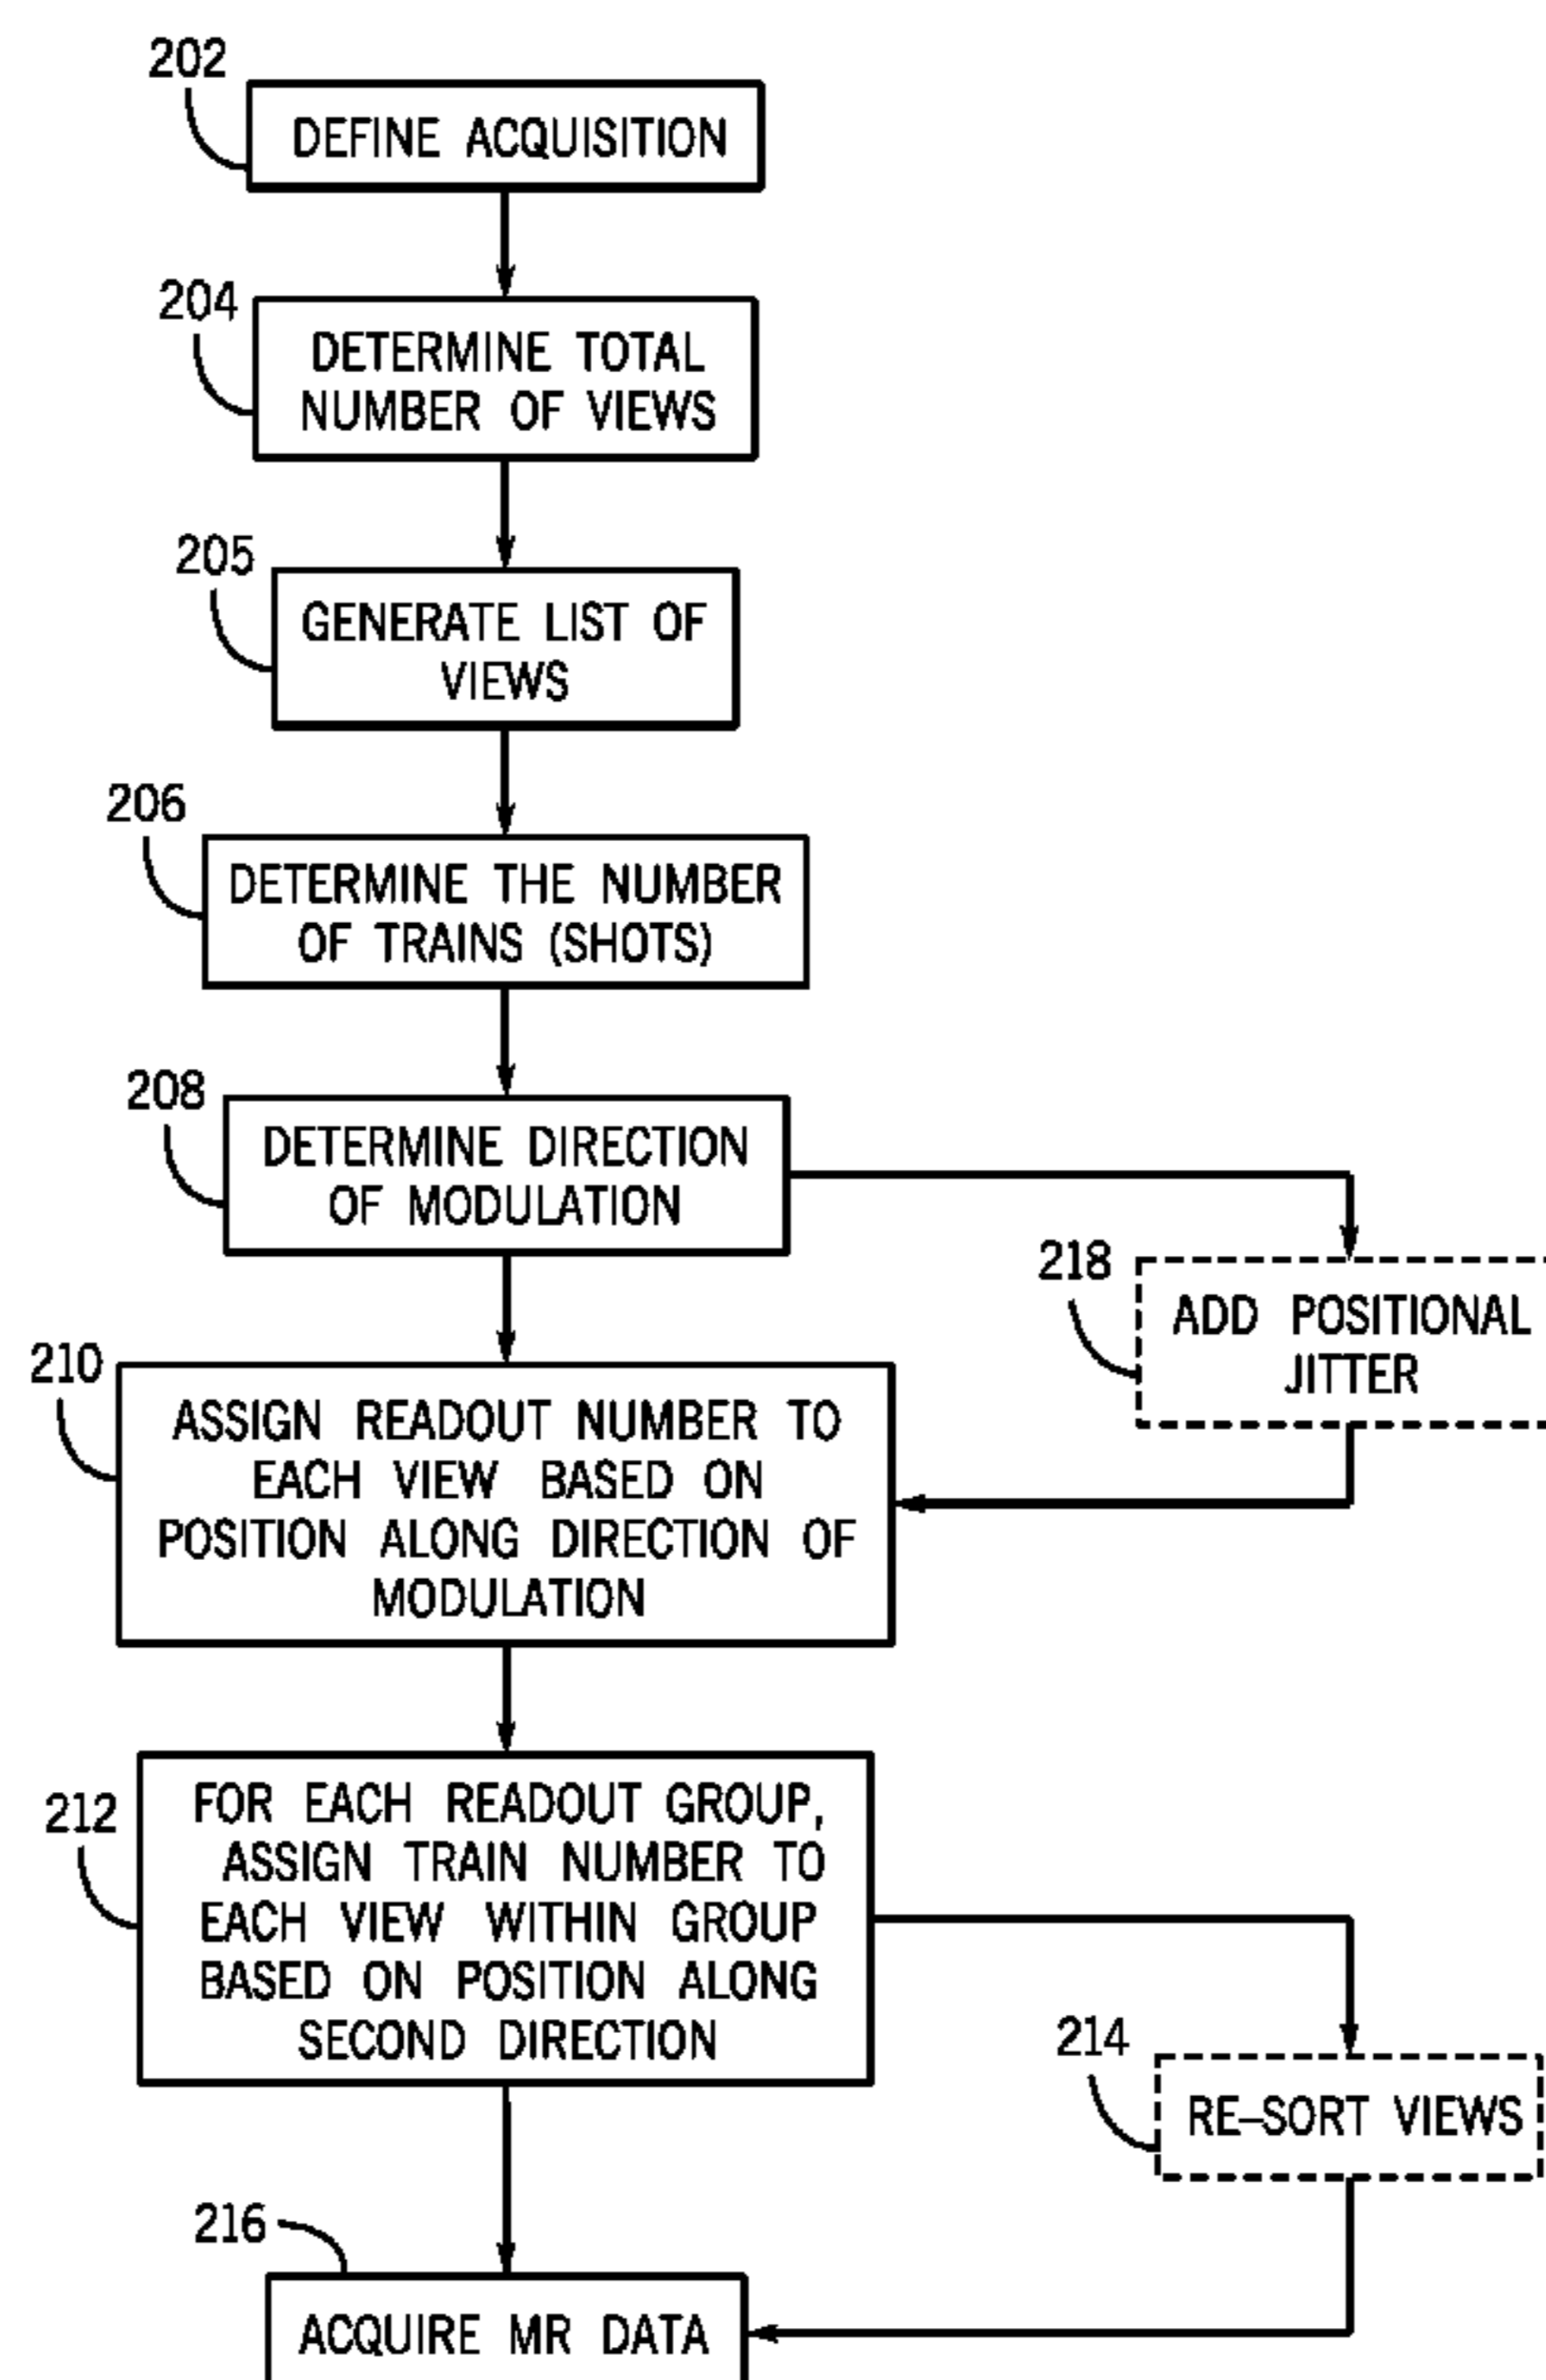 202
DEFINE ACQUISITION
204
DETERMINE TOTAL
NUMBER OF VIEWS
205
GENERATE LIST OF
VIEWS
206
DETERMINE THE NUMBER
OF TRAINS (SHOTS)
208
DETERMINE DIRECTION
OF MODULATION
218
ADD POSITIONAL
JITTER
210
ASSIGN READOUT NUMBER TO
EACH VIEW BASED ON
POSITION ALONG DIRECTION OF
MODULATION
212
FOR EACH READOUT GROUP,
ASSIGN TRAIN NUMBER TO
EACH VIEW WITHIN GROUP
BASED ON POSITION ALONG
SECOND DIRECTION
214
RE–SORT VIEWS
216
ACQUIRE MR DATA